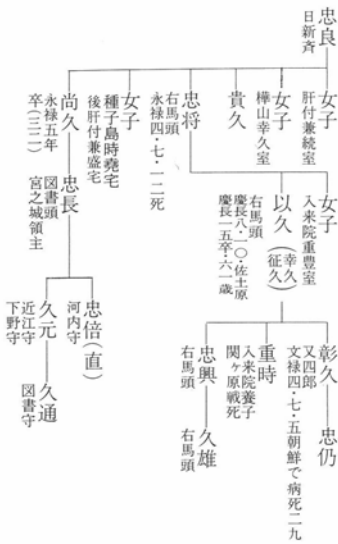 忠良
日新斉
女子
肝付兼続室
女子
樺山幸久室
貴久
忠将
右馬頭
永禄四・七・一二死
女子
種子島時堯宅
後肝付兼盛宅
尚久
永禄五年
卒(三二)
忠長
図書頭
宮之城領主
女子
入来院重豊室
以久
(幸久)
(征久)
右馬頭
慶長八・一〇・佐土原
慶長一五卒・六一歳
忠倍(直)
河内守
久元
近江守
下野守
久通
図書守
彰久
又四郎
文禄四・七・五朝鮮で病死二九
忠仍
重時
入来院養子
関ヶ原戦死
忠興
右馬頭
久雄
右馬頭